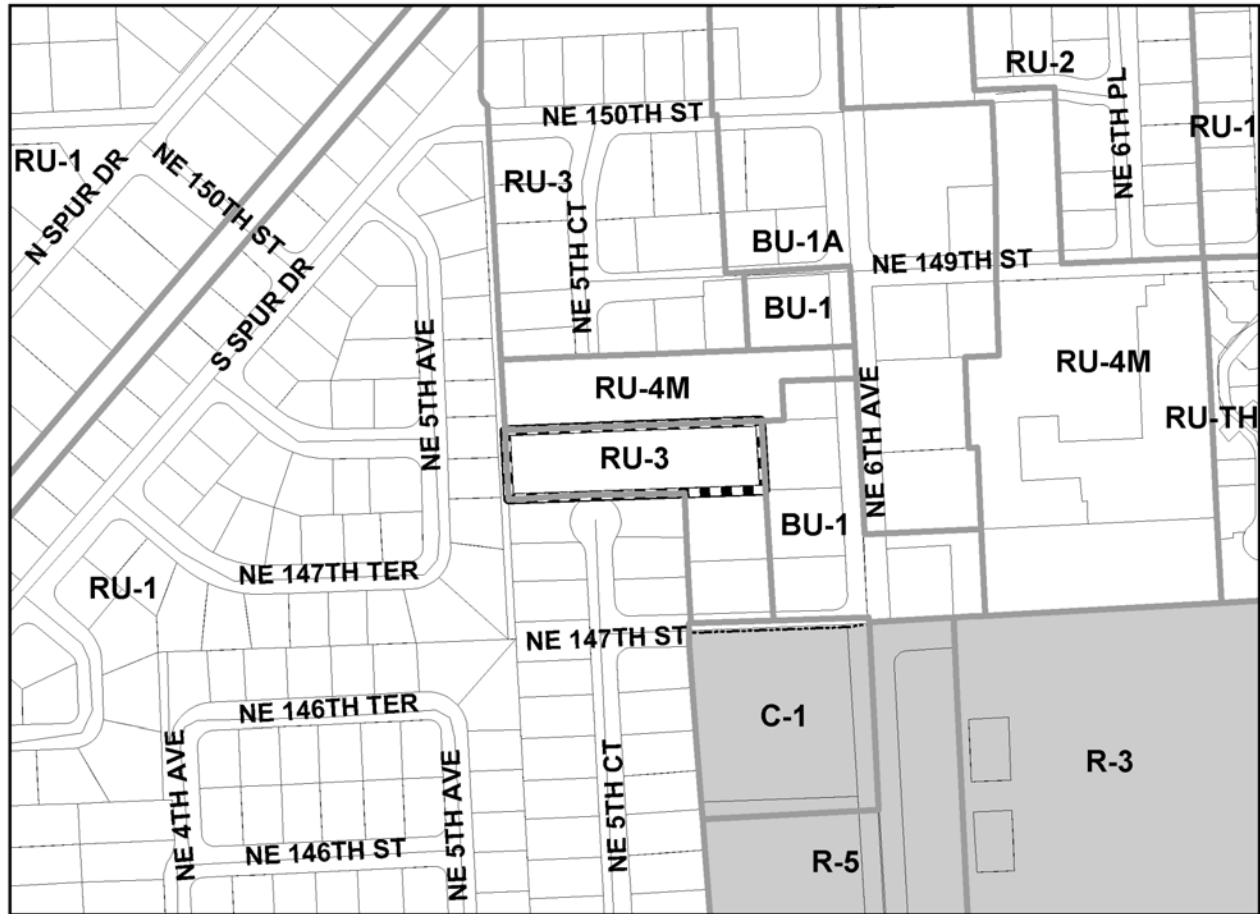 RU-2
NE 150TH ST
NE 6TH PL
RU-1
RU-1
NE 150TH ST
N SPUR DR
RU-3
NE 5TH CT
BU-1A
NE 149TH ST
S SPUR DR
BU-1
NE 5TH AVE
RU-4M
RU-4M
NE 6TH AVE
RU-TH
RU-3
BU-1
NE 147TH TER
RU-1
NE 147TH ST
NE 146TH TER
C-1
R-3
NE 4TH AVE
NE 5TH AVE
NE 5TH CT
NE 146TH ST
R-5